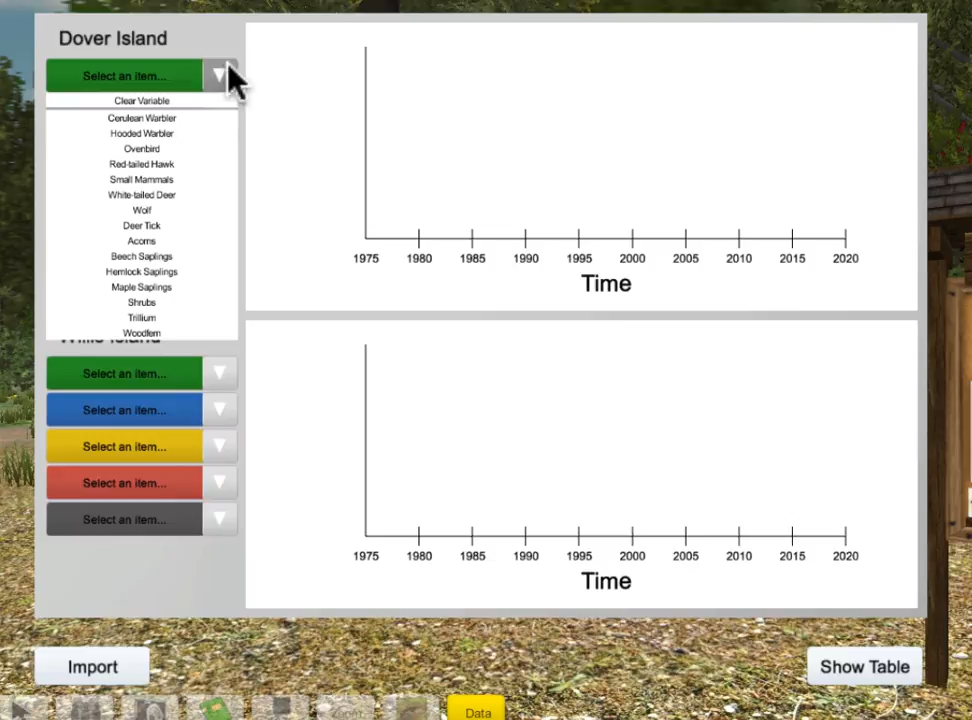 Dover Island
Select an item...
Clear Variable
Cerulean Warbler
Hooded Warbler
Ovenbird
Red-tailed Hawk
Small Mammals
White-tailed Deer
Wolf
Deer Tick
Acorns
Beech Saplings
Hemlock Saplings
Maple Saplings
Shrubs
Trillium
Woodfern
Select an item...
Select an item...
Select an item...
Select an item...
Select an item...
1975 1980 1985 1990 1995 2000 2005 2010 2015 2020
Time
1975 1980 1985 1990 1995 2000 2005 2010 2015 2020
Time
Import
Show Table
Zoom
Data